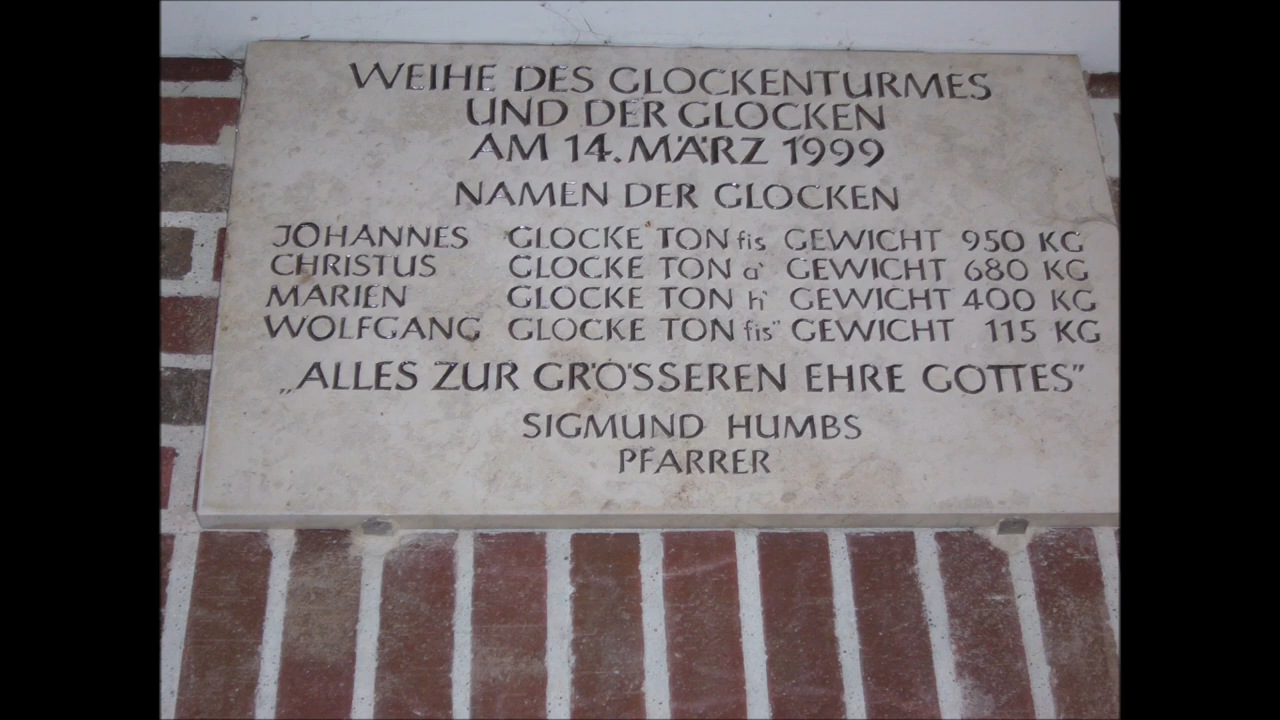 WEIHE DES GLOCKENTURMES
UND DER GLOCKEN
AM 14. MÄRZ 1999
NAMEN DER GLOCKEN
JOHANNES GLOCKE TON fis GEWICHT 950 KG
CHRISTUS GLOCKE TON a' GEWICHT 680 KG
MARIEN GLOCKE TON h' GEWICHT 400 KG
WOLFGANG GLOCKE TON fis" GEWICHT 115 KG
„ALLES ZUR GRÖSSEREN EHRE GOTTES"
SIGMUND HUMBS
PFARRER